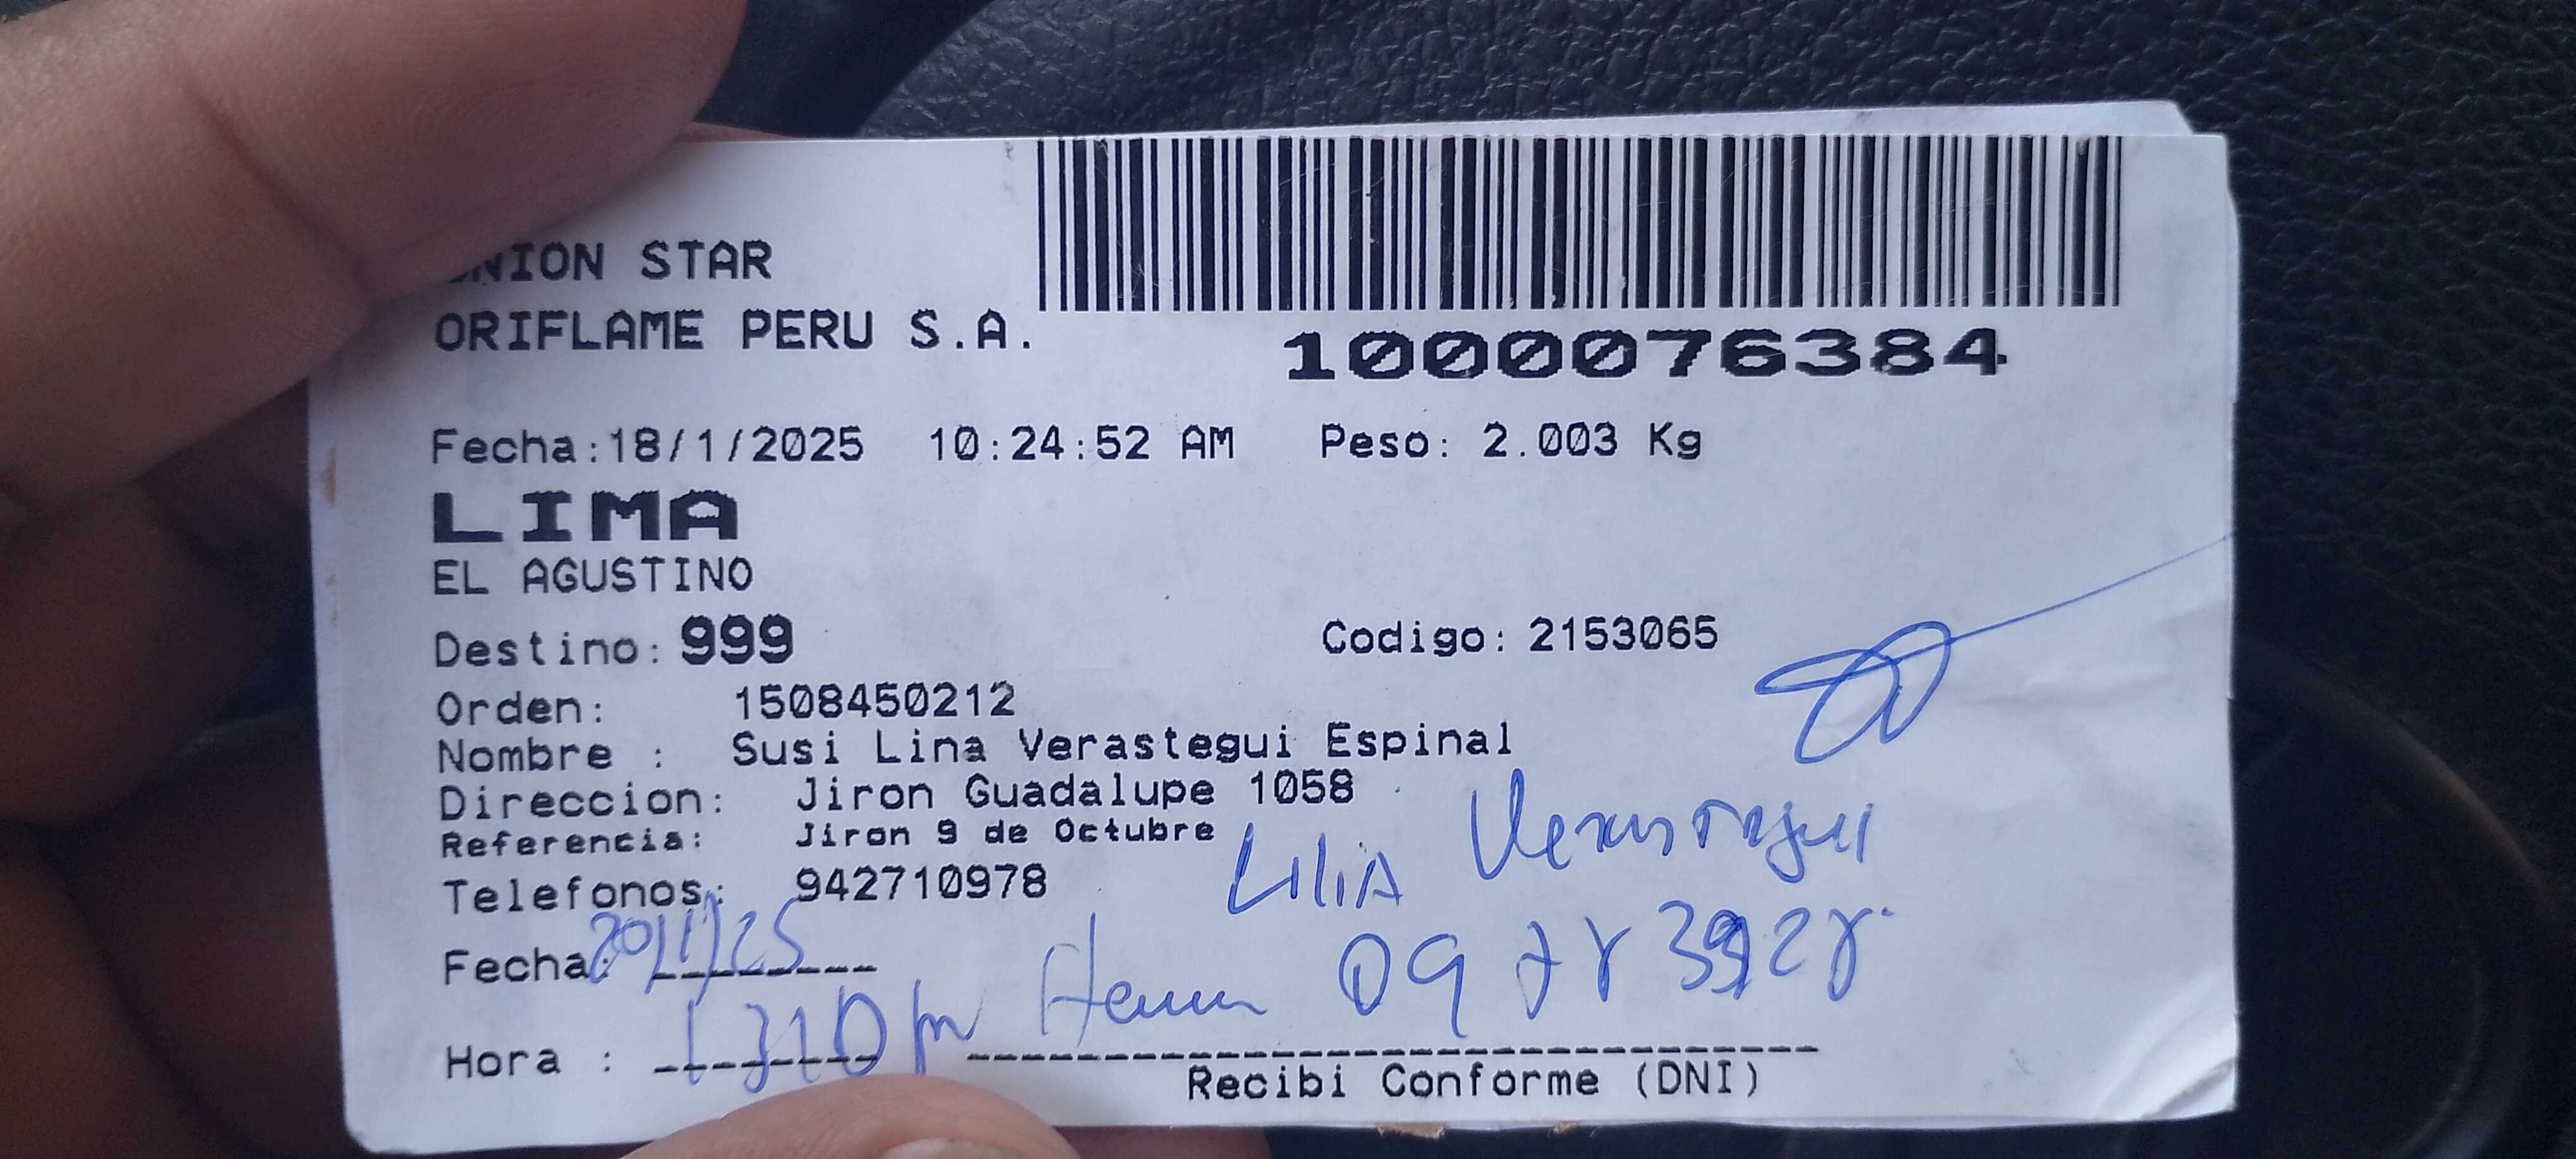 UNION STAR
ORIFLAME PERU S.A.
1000076384
Fecha:18/1/2025 10:24:52 AM Peso: 2.003 Kg
LIMA
EL AGUSTINO
Destino: 999 Codigo: 2153065
Orden: 1508450212
Nombre : Susi Lina Verastegui Espinal
Direccion: Jiron Guadalupe 1058
Referencia: Jiron 9 de Octubre
LILIA Verastegui
Telefonos: 942710978
Fecha: 20/1/25
Hora :
Recibi Conforme (DNI)